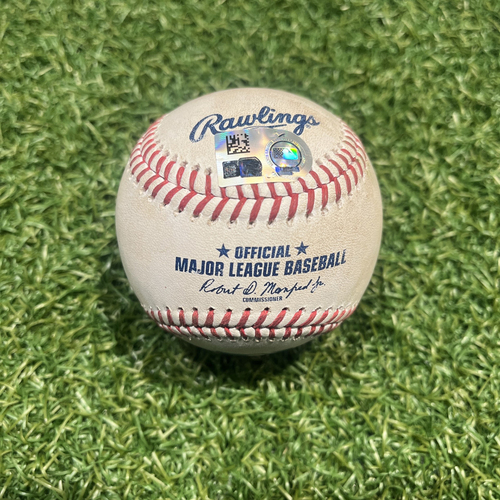 Rawlings
★ OFFICIAL ★
MAJOR LEAGUE BASEBALL
Robert D. Manfred Jr.
COMMISSIONER